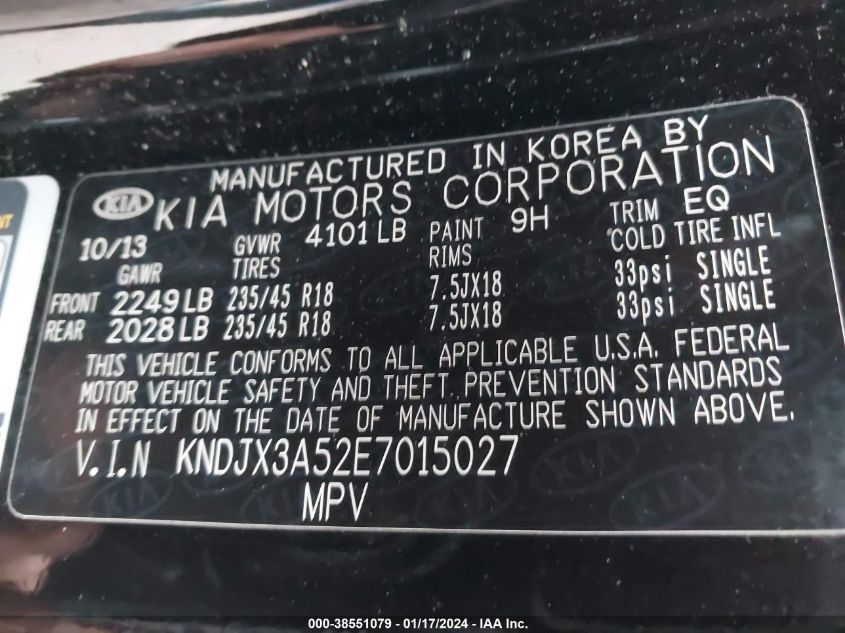 MANUFACTURED IN KOREA BY
KIA KIA MOTORS CORPORATION
10/13 GVWR 4101 LB PAINT 9H TRIM EQ
GAWR TIRES RIMS COLD TIRE INFL
FRONT 2249 LB 235/45 R18 7.5JX18 33psi SINGLE
REAR 2028 LB 235/45 R18 7.5JX18 33psi SINGLE
THIS VEHICLE CONFORMS TO ALL APPLICABLE U.S.A. FEDERAL
MOTOR VEHICLE SAFETY AND THEFT PREVENTION STANDARDS
IN EFFECT ON THE DATE OF MANUFACTURE SHOWN ABOVE.
V.I.N KNDJX3A52E7015027
MPV
000-38551079 - 01/17/2024 - IAA Inc.